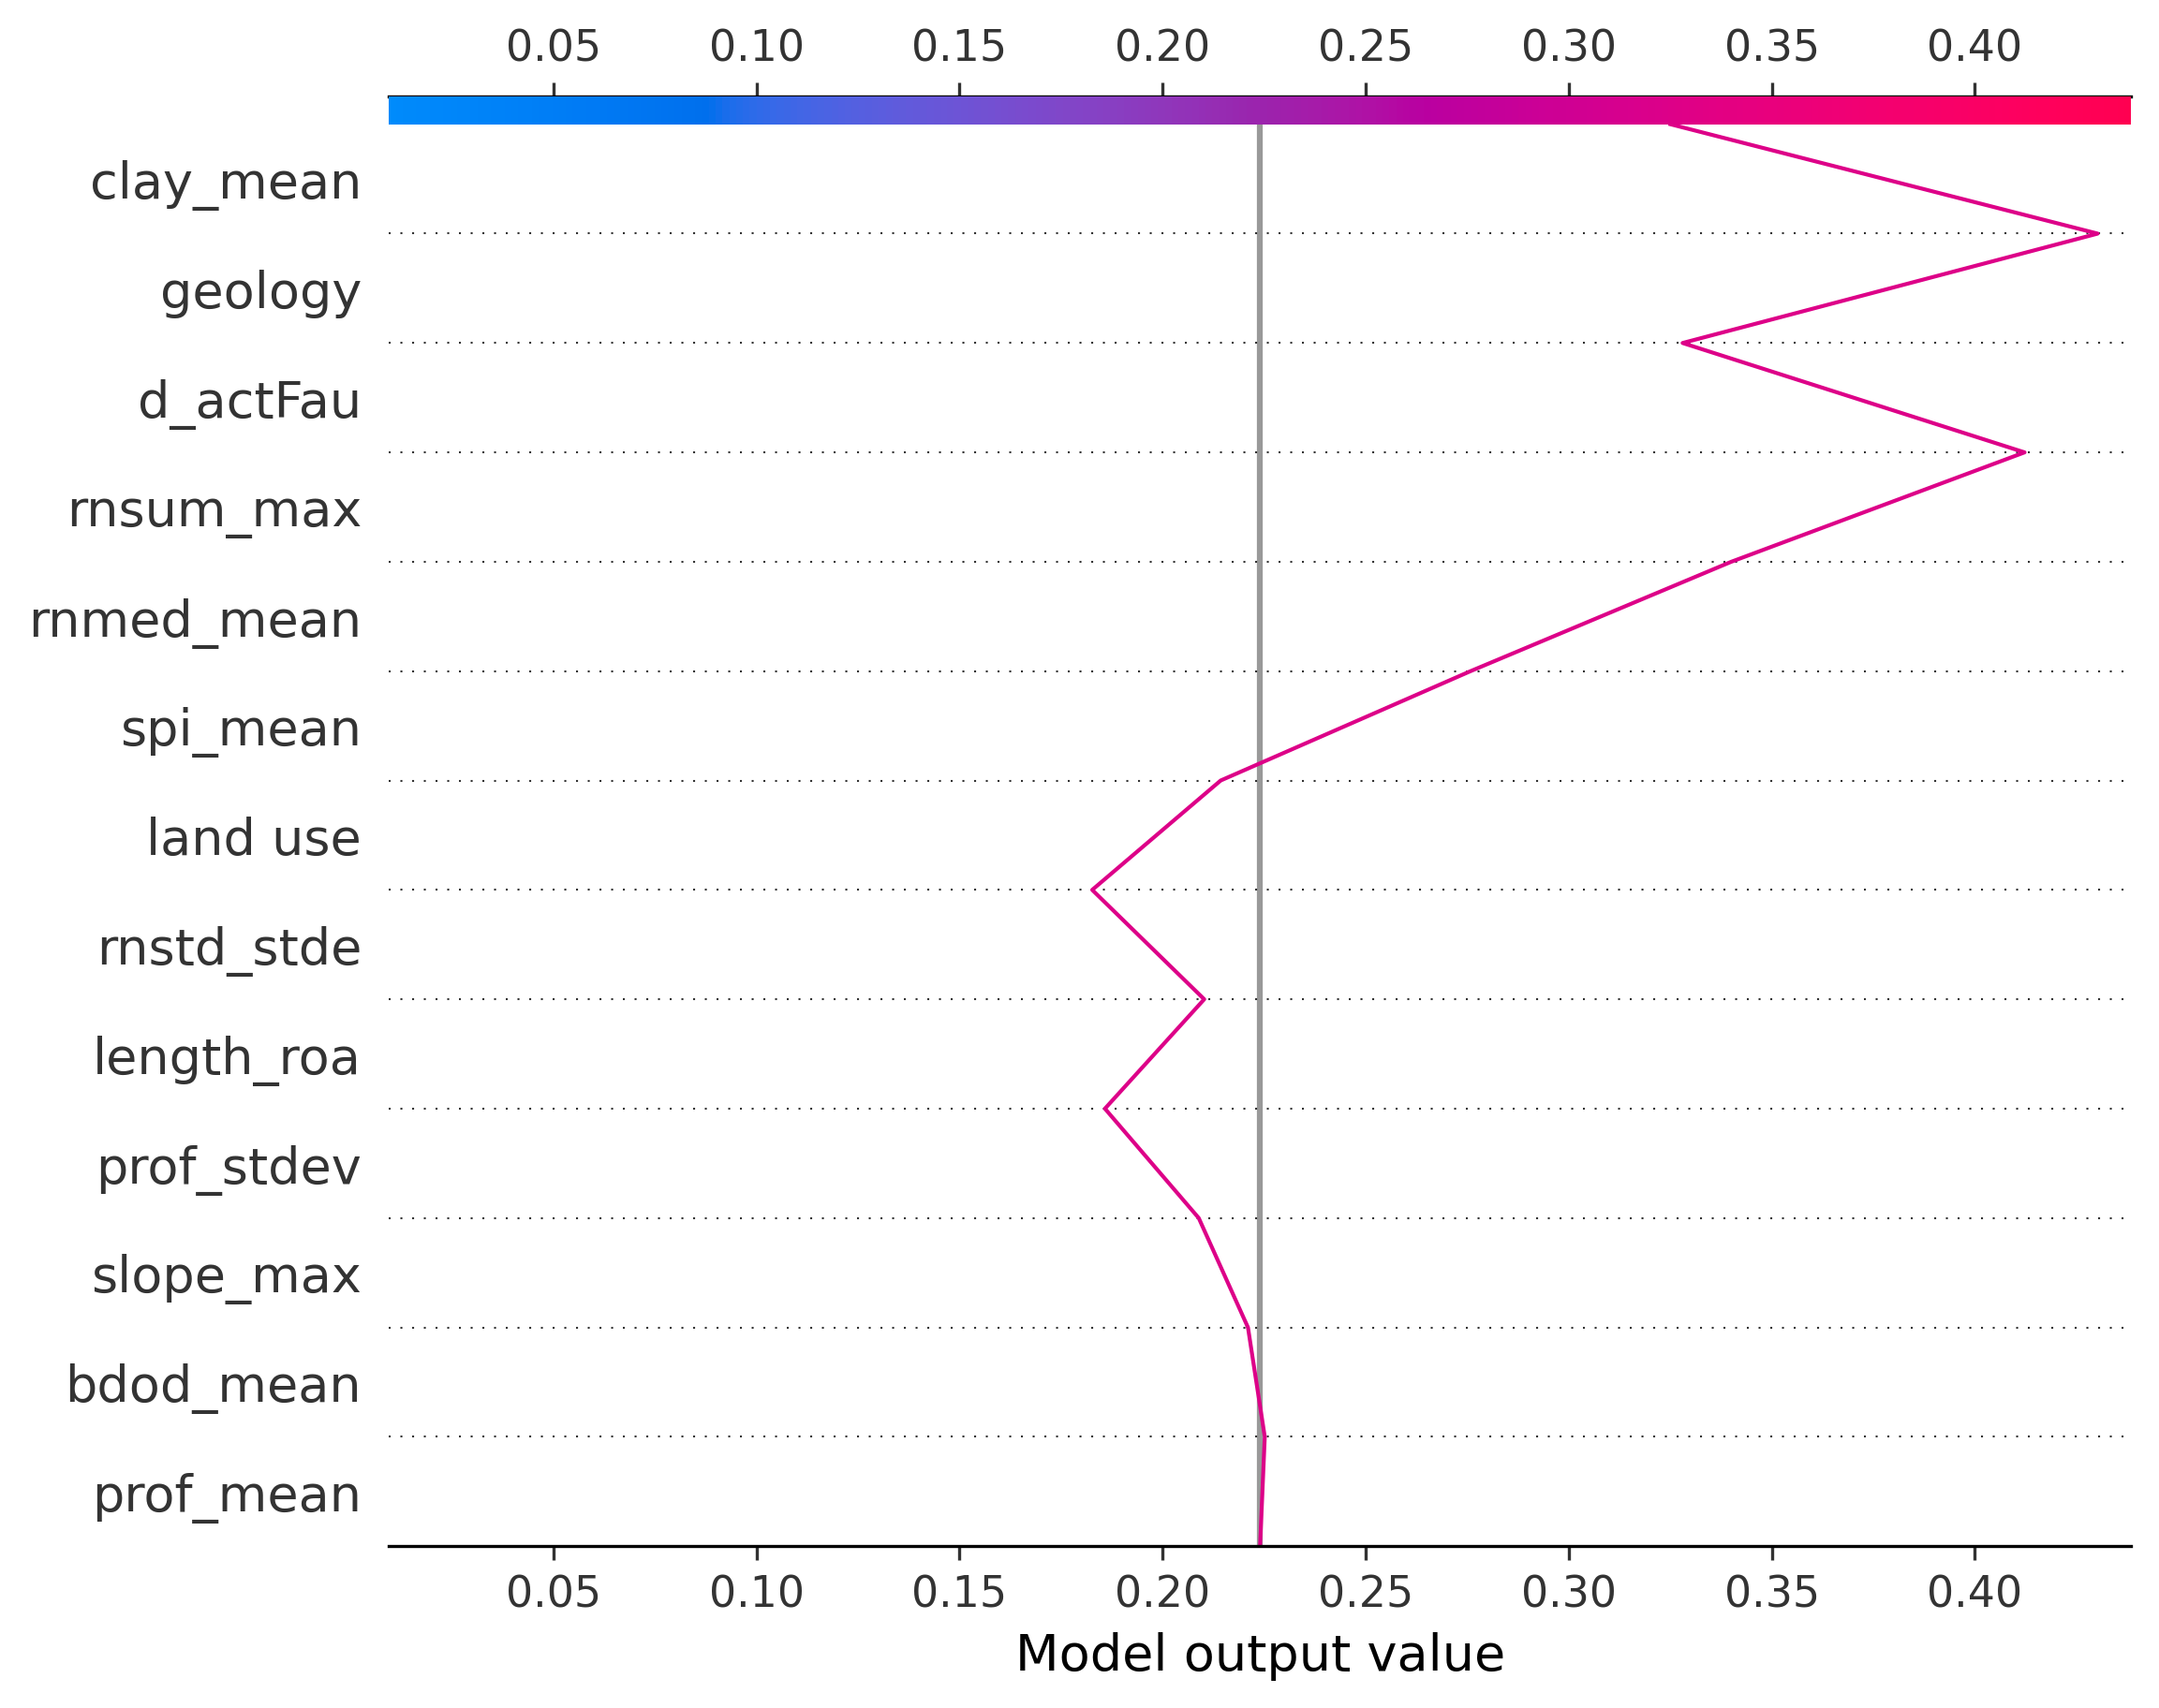 0.05 0.10 0.15 0.20 0.25 0.30 0.35 0.40
clay_mean
geology
d_actFau
rnsum_max
rnmed_mean
spi_mean
land use
rnstd_stde
length_roa
prof_stdev
slope_max
bdod_mean
prof_mean
0.05 0.10 0.15 0.20 0.25 0.30 0.35 0.40
Model output value